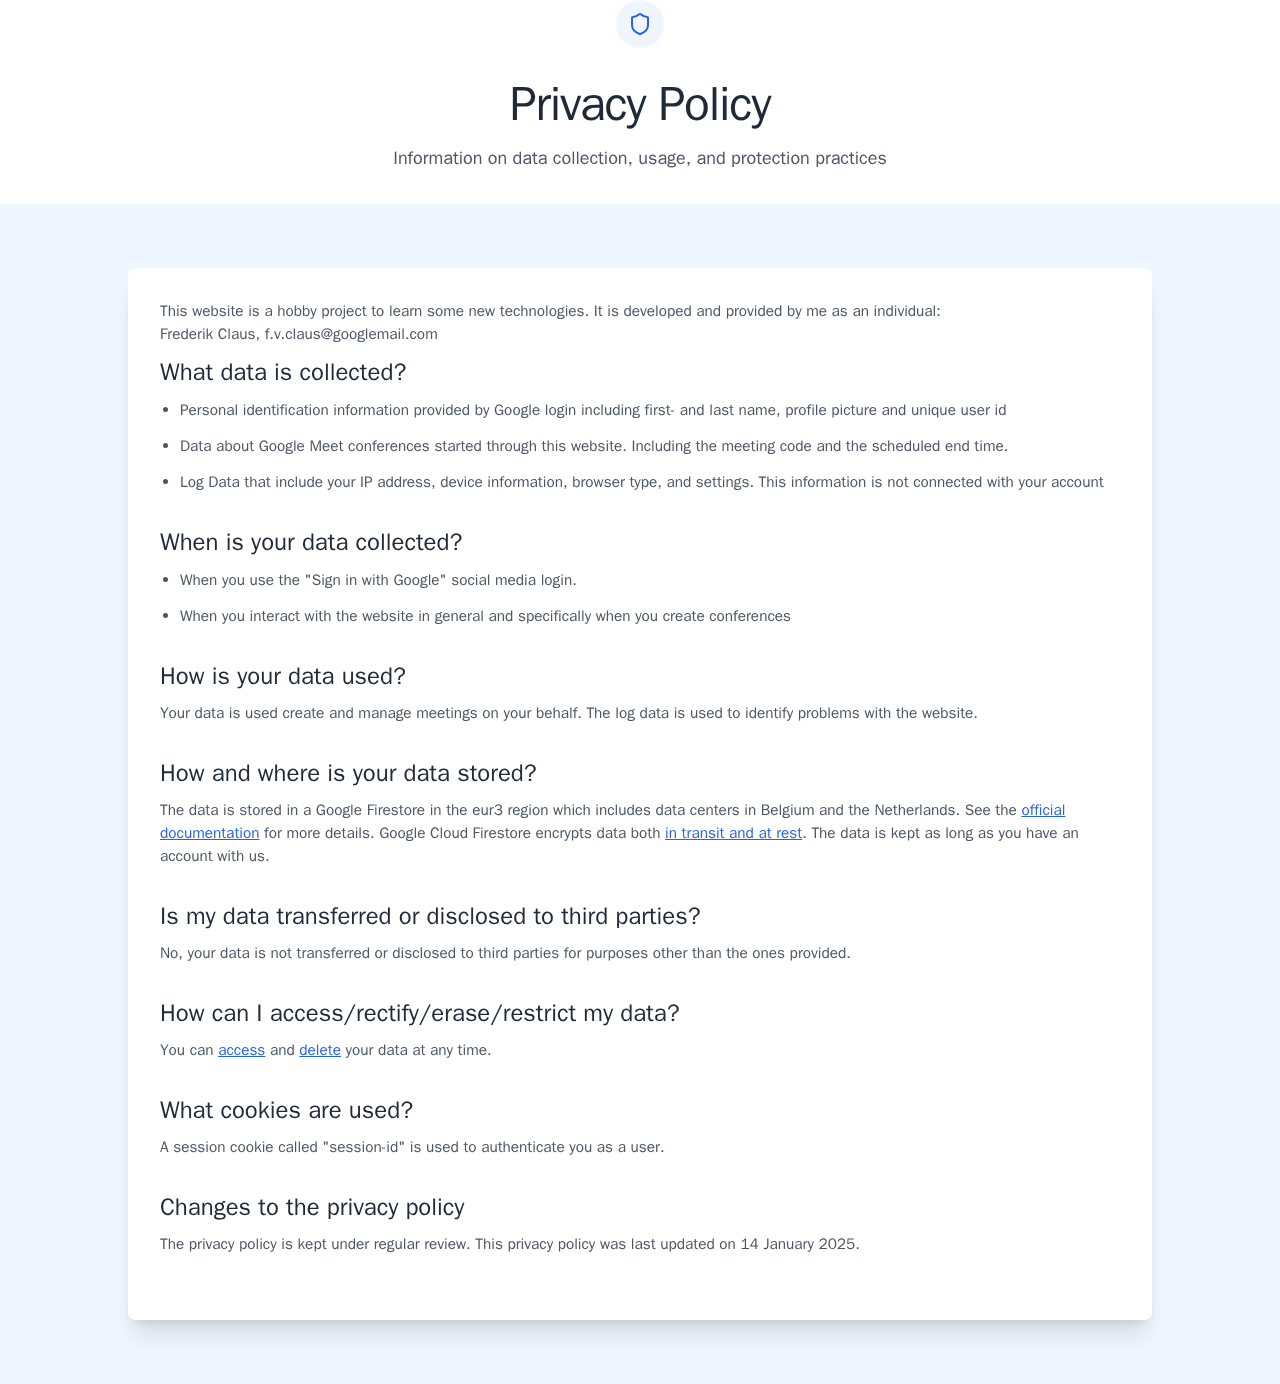 Privacy Policy
Information on data collection, usage, and protection practices
This website is a hobby project to learn some new technologies. It is developed and provided by me as an individual:
Frederik Claus, f.v.claus@googlemail.com
What data is collected?
• Personal identification information provided by Google login including first- and last name, profile picture and unique user id
• Data about Google Meet conferences started through this website. Including the meeting code and the scheduled end time.
• Log Data that include your IP address, device information, browser type, and settings. This information is not connected with your account
When is your data collected?
• When you use the "Sign in with Google" social media login.
• When you interact with the website in general and specifically when you create conferences
How is your data used?
Your data is used create and manage meetings on your behalf. The log data is used to identify problems with the website.
How and where is your data stored?
The data is stored in a Google Firestore in the eur3 region which includes data centers in Belgium and the Netherlands. See the official
documentation for more details. Google Cloud Firestore encrypts data both in transit and at rest. The data is kept as long as you have an
account with us.
Is my data transferred or disclosed to third parties?
No, your data is not transferred or disclosed to third parties for purposes other than the ones provided.
How can I access/rectify/erase/restrict my data?
You can access and delete your data at any time.
What cookies are used?
A session cookie called "session-id" is used to authenticate you as a user.
Changes to the privacy policy
The privacy policy is kept under regular review. This privacy policy was last updated on 14 January 2025.